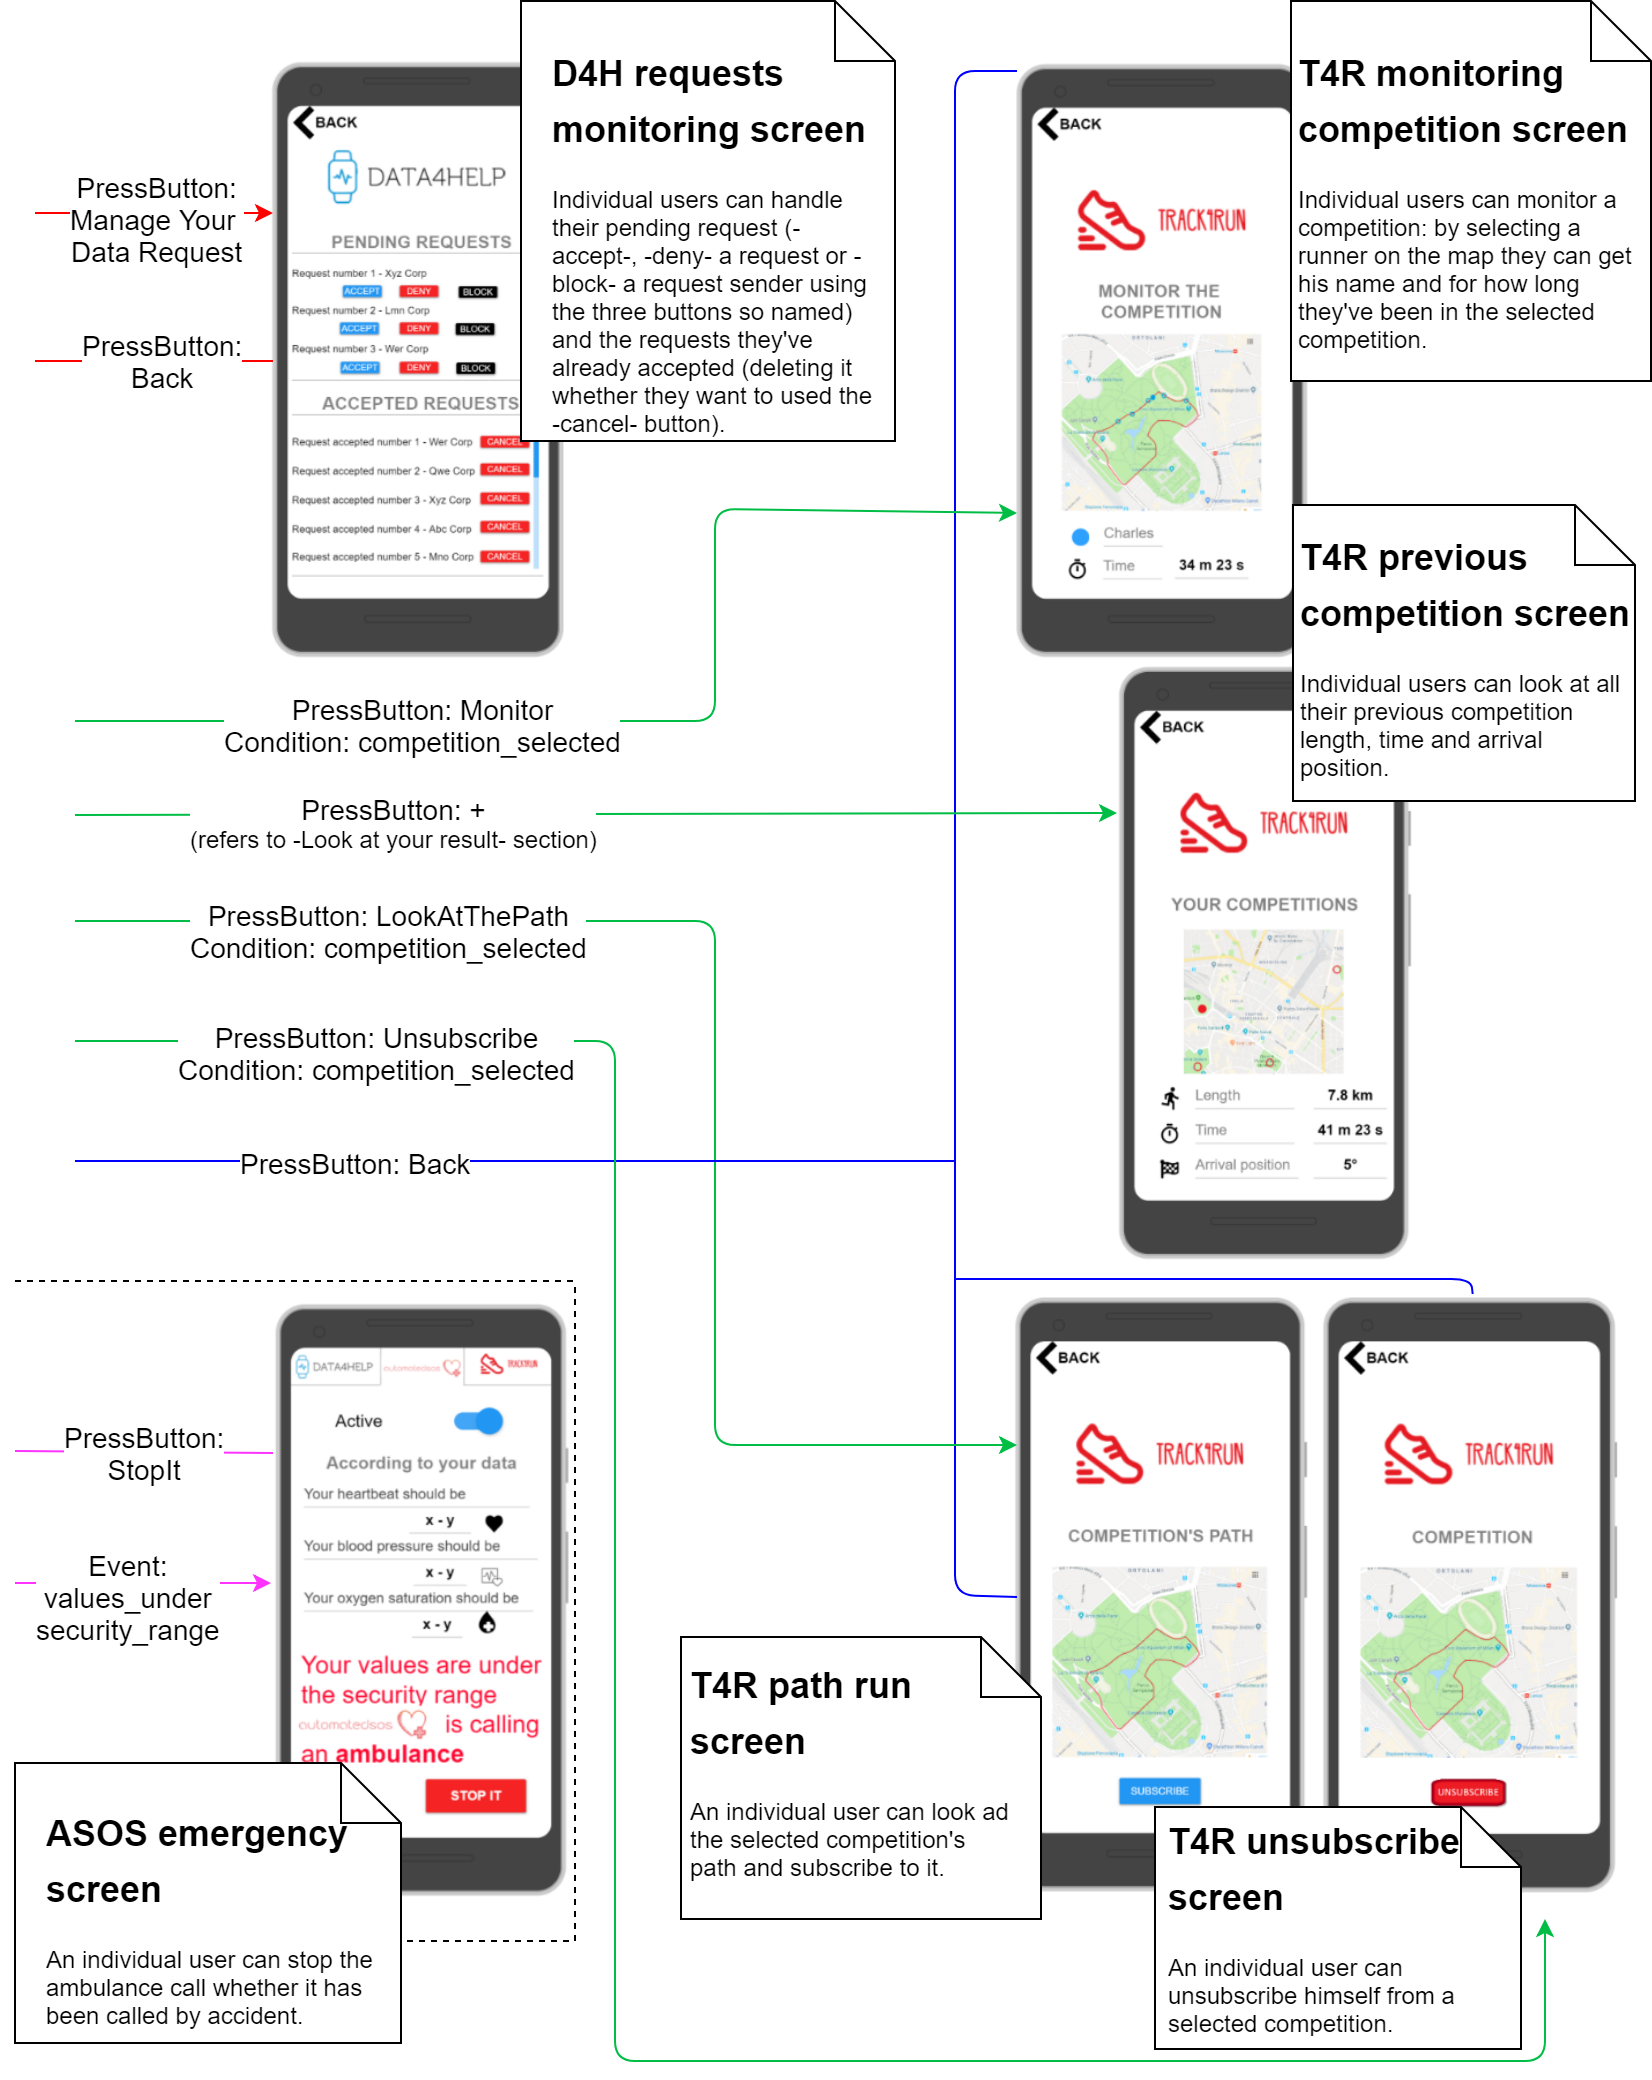 PressButton:
Manage Your
Data Request
PressButton:
Back
BACK
DATA4HELP
PENDING REQUESTS
Request number 1 - Xyz Corp
ACCEPT DENY BLOCK
Request number 2 - Lmn Corp
ACCEPT DENY BLOCK
Request number 3 - Wer Corp
ACCEPT DENY BLOCK
ACCEPTED REQUESTS
Request accepted number 1 - Wer Corp CANCEL
Request accepted number 2 - Qwe Corp CANCEL
Request accepted number 3 - Xyz Corp CANCEL
Request accepted number 4 - Abc Corp CANCEL
Request accepted number 5 - Mno Corp CANCEL
D4H requests
monitoring screen
Individual users can handle
their pending request (-
accept-, -deny- a request or -
block- a request sender using
the three buttons so named)
and the requests they've
already accepted (deleting it
whether they want to used the
-cancel- button).
BACK
TRACK4RUN
MONITOR THE
COMPETITION
ORTOLANI
Charles
Time 34 m 23 s
T4R monitoring
competition screen
Individual users can monitor a
competition: by selecting a
runner on the map they can get
his name and for how long
they've been in the selected
competition.
T4R previous
competition screen
Individual users can look at all
their previous competition
length, time and arrival
position.
BACK
TRACK4RUN
YOUR COMPETITIONS
Length 7.8 km
Time 41 m 23 s
Arrival position 5°
PressButton: Monitor
Condition: competition_selected
PressButton: +
(refers to -Look at your result- section)
PressButton: LookAtThePath
Condition: competition_selected
PressButton: Unsubscribe
Condition: competition_selected
PressButton: Back
PressButton:
StopIt
Event:
values_under
security_range
DATA4HELP automatedsos TRACK4RUN
Active
According to your data
Your heartbeat should be
x - y
Your blood pressure should be
x - y
Your oxygen saturation should be
x - y
Your values are under
the security range
automatedsos is calling
an ambulance
STOP IT
ASOS emergency
screen
An individual user can stop the
ambulance call whether it has
been called by accident.
BACK
TRACK4RUN
COMPETITION'S PATH
ORTOLANI
SUBSCRIBE
T4R path run
screen
An individual user can look ad
the selected competition's
path and subscribe to it.
BACK
TRACK4RUN
COMPETITION
ORTOLANI
UNSUBSCRIBE
T4R unsubscribe
screen
An individual user can
unsubscribe himself from a
selected competition.